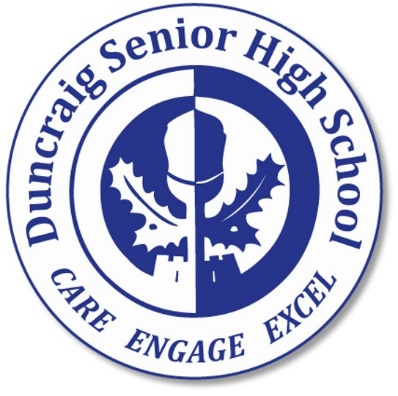 Duncraig Senior High School
CARE ENGAGE EXCEL